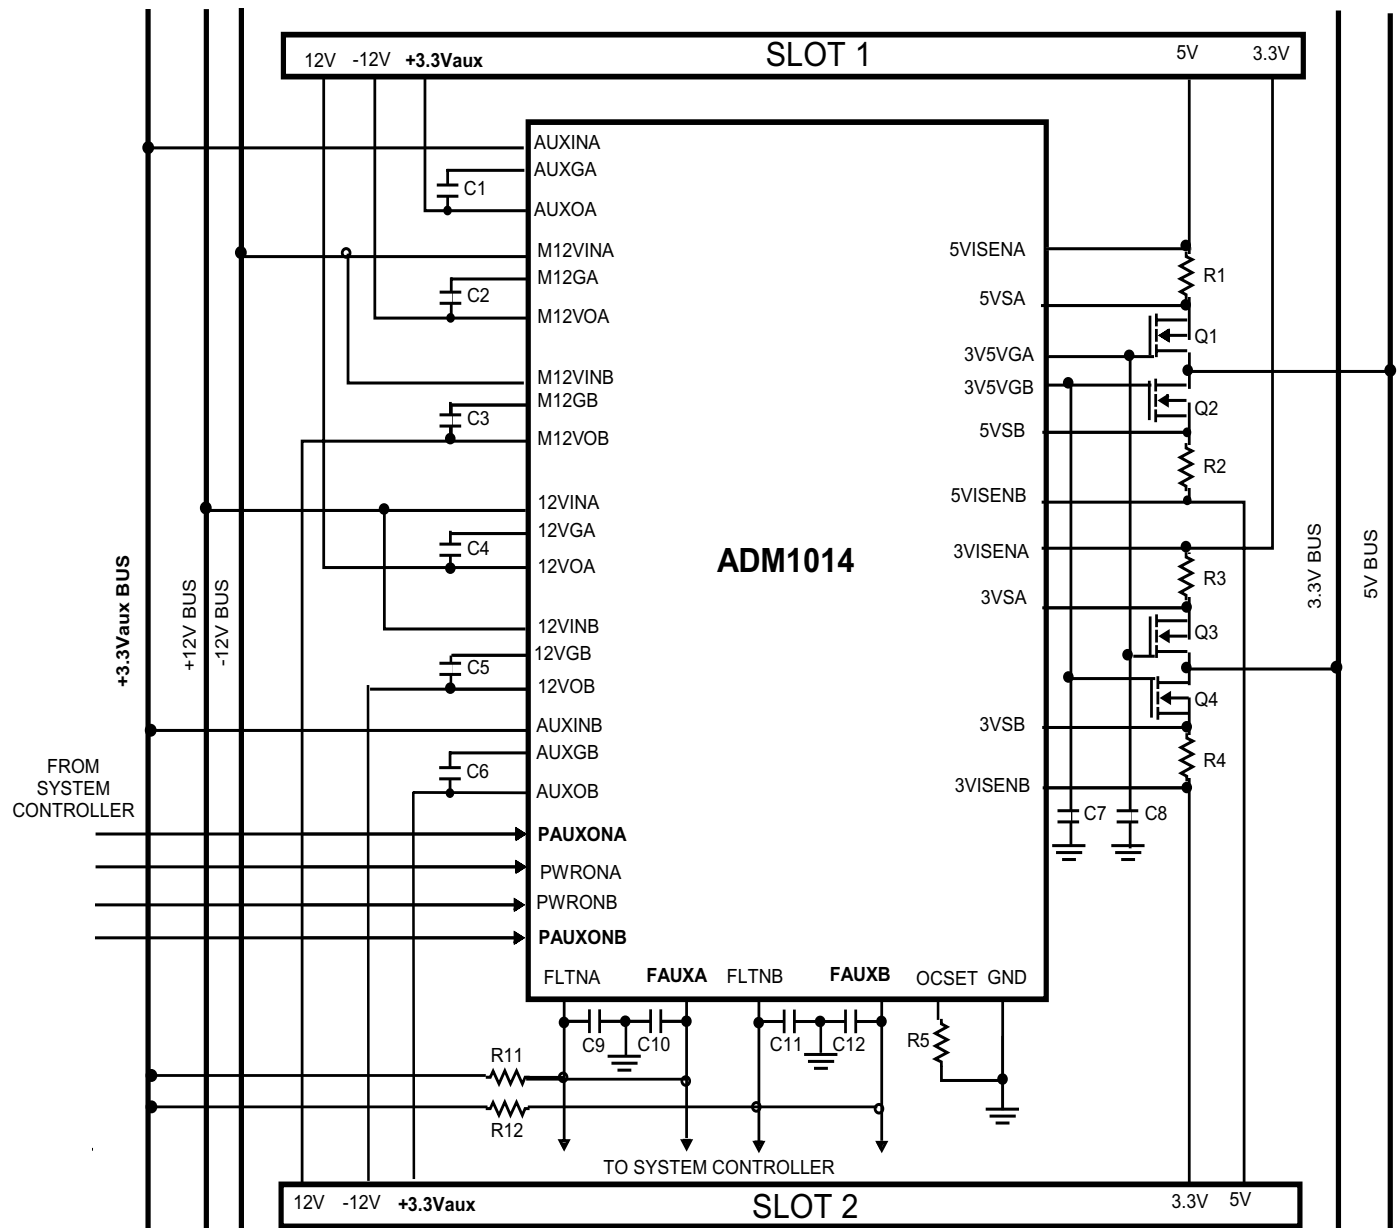 SLOT 1
12V -12V +3.3Vaux 5V 3.3V
AUXINA
AUXGA
C1
AUXOA
M12VINA
M12GA
C2
M12VOA
M12VINB
M12GB
C3
M12VOB
12VINA
12VGA
C4
12VOA
12VINB
12VGB
C5
12VOB
AUXINB
AUXGB
C6
AUXOB
PAUXONA
PWRONA
PWRONB
PAUXONB
ADM1014
5VISENA
R1
5VSA
Q1
3V5VGA
3V5VGB
Q2
5VSB
R2
5VISENB
3VISENA
R3
3VSA
Q3
Q4
3VSB
R4
3VISENB
C7 C8
+3.3Vaux BUS
+12V BUS
-12V BUS
3.3V BUS
5V BUS
FROM
SYSTEM
CONTROLLER
FLTNA FAUXA FLTNB FAUXB OCSET GND
C9 C10 C11 C12 R5
R11
R12
TO SYSTEM CONTROLLER
12V -12V +3.3Vaux SLOT 2 3.3V 5V